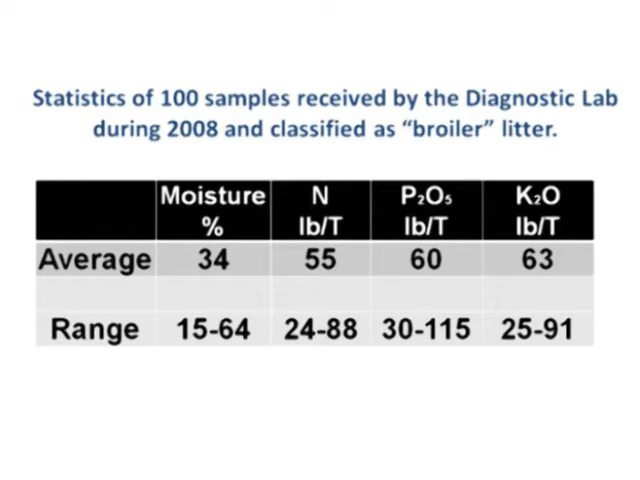 Statistics of 100 samples received by the Diagnostic Lab
during 2008 and classified as “broiler” litter.
Moisture % N lb/T P₂O₅ lb/T K₂O lb/T
Average 34 55 60 63
Range 15-64 24-88 30-115 25-91